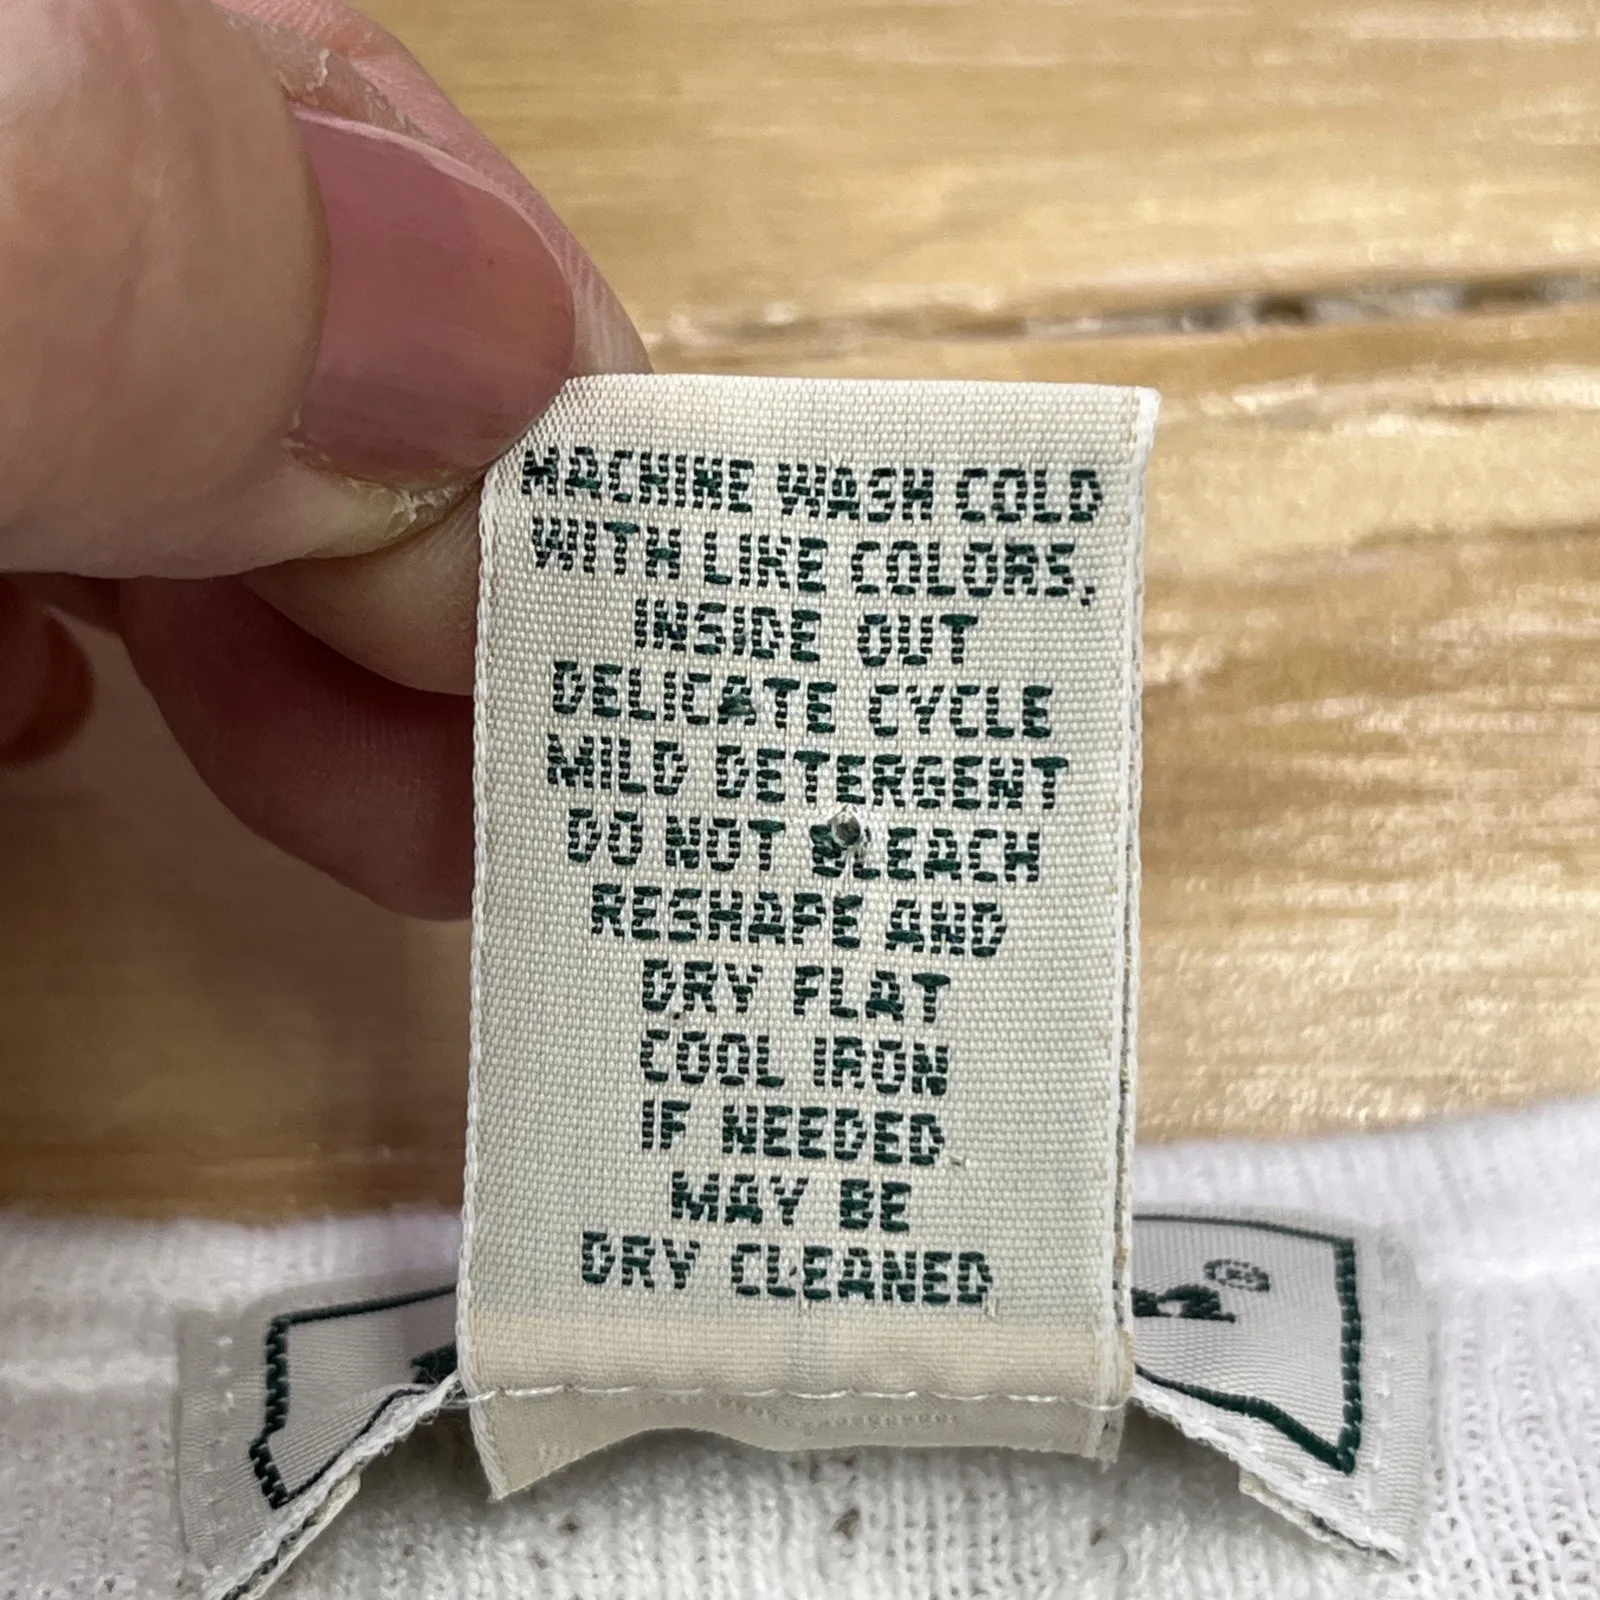 MACHINE WASH COLD
WITH LIKE COLORS,
INSIDE OUT
DELICATE CYCLE
MILD DETERGENT
DO NOT BLEACH
RESHAPE AND
DRY FLAT
COOL IRON
IF NEEDED
MAY BE
DRY CLEANED